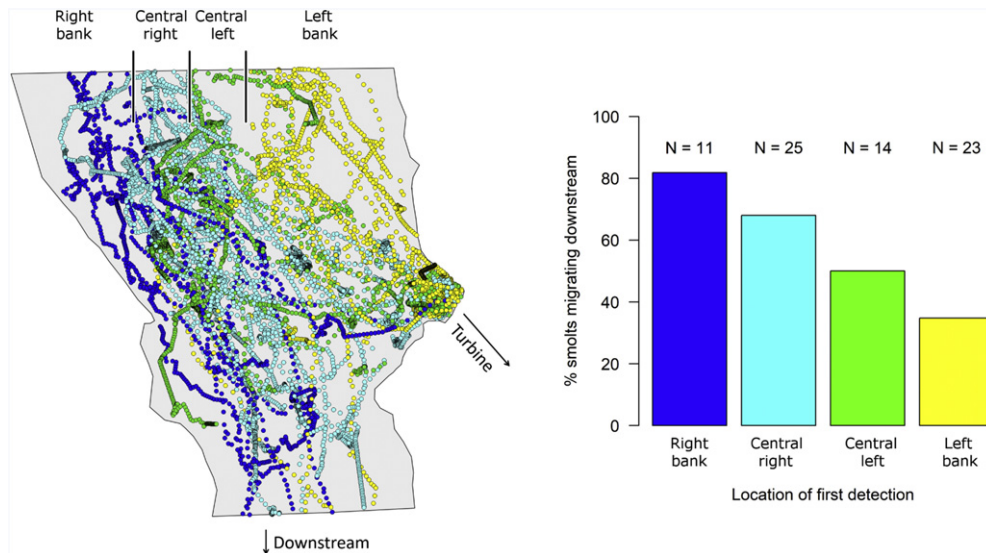 Right
bank
Central
right
Central
left
Left
bank
Turbine
Downstream
% smolts migrating downstream
100
80
60
40
20
0
N = 11
N = 25
N = 14
N = 23
Right
bank
Central
right
Central
left
Left
bank
Location of first detection